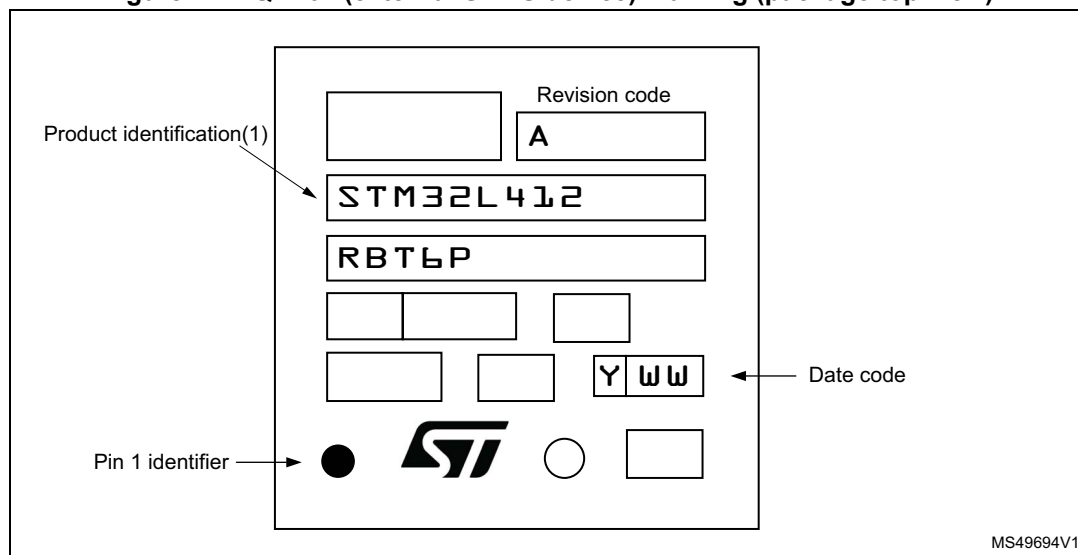 Revision code
Product identification(1)
A
STM32L412
RBT6P
Y WW
Date code
ST
Pin 1 identifier
MS49694V1